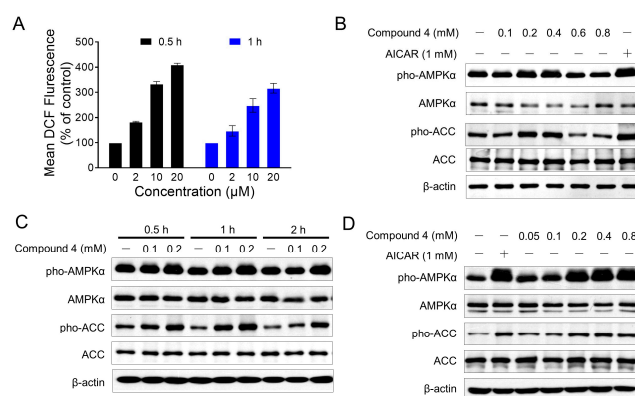 A
Mean DCF Flurescence
(% of control)
500
400
300
200
100
0
0.5 h
1 h
0 2 10 20 0 2 10 20
Concentration (µM)
B
Compound 4 (mM) — 0.1 0.2 0.4 0.6 0.8 —
AICAR (1 mM) +
pho-AMPKα
AMPKα
pho-ACC
ACC
β-actin
C
0.5 h 1 h 2 h
Compound 4 (mM) — 0.1 0.2 — 0.1 0.2 — 0.1 0.2
pho-AMPKα
AMPKα
pho-ACC
ACC
β-actin
D
Compound 4 (mM) — — 0.05 0.1 0.2 0.4 0.8
AICAR (1 mM) +
pho-AMPKα
AMPKα
pho-ACC
ACC
β-actin